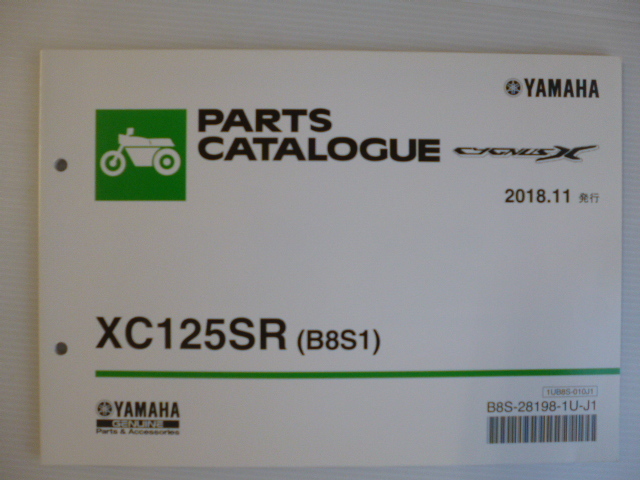 YAMAHA
PARTS
CATALOGUE
CYGNUS X
2018.11 発行
XC125SR (B8S1)
YAMAHA
GENUINE
Parts & Accessories
1UB8S-010J1
B8S-28198-1U-J1